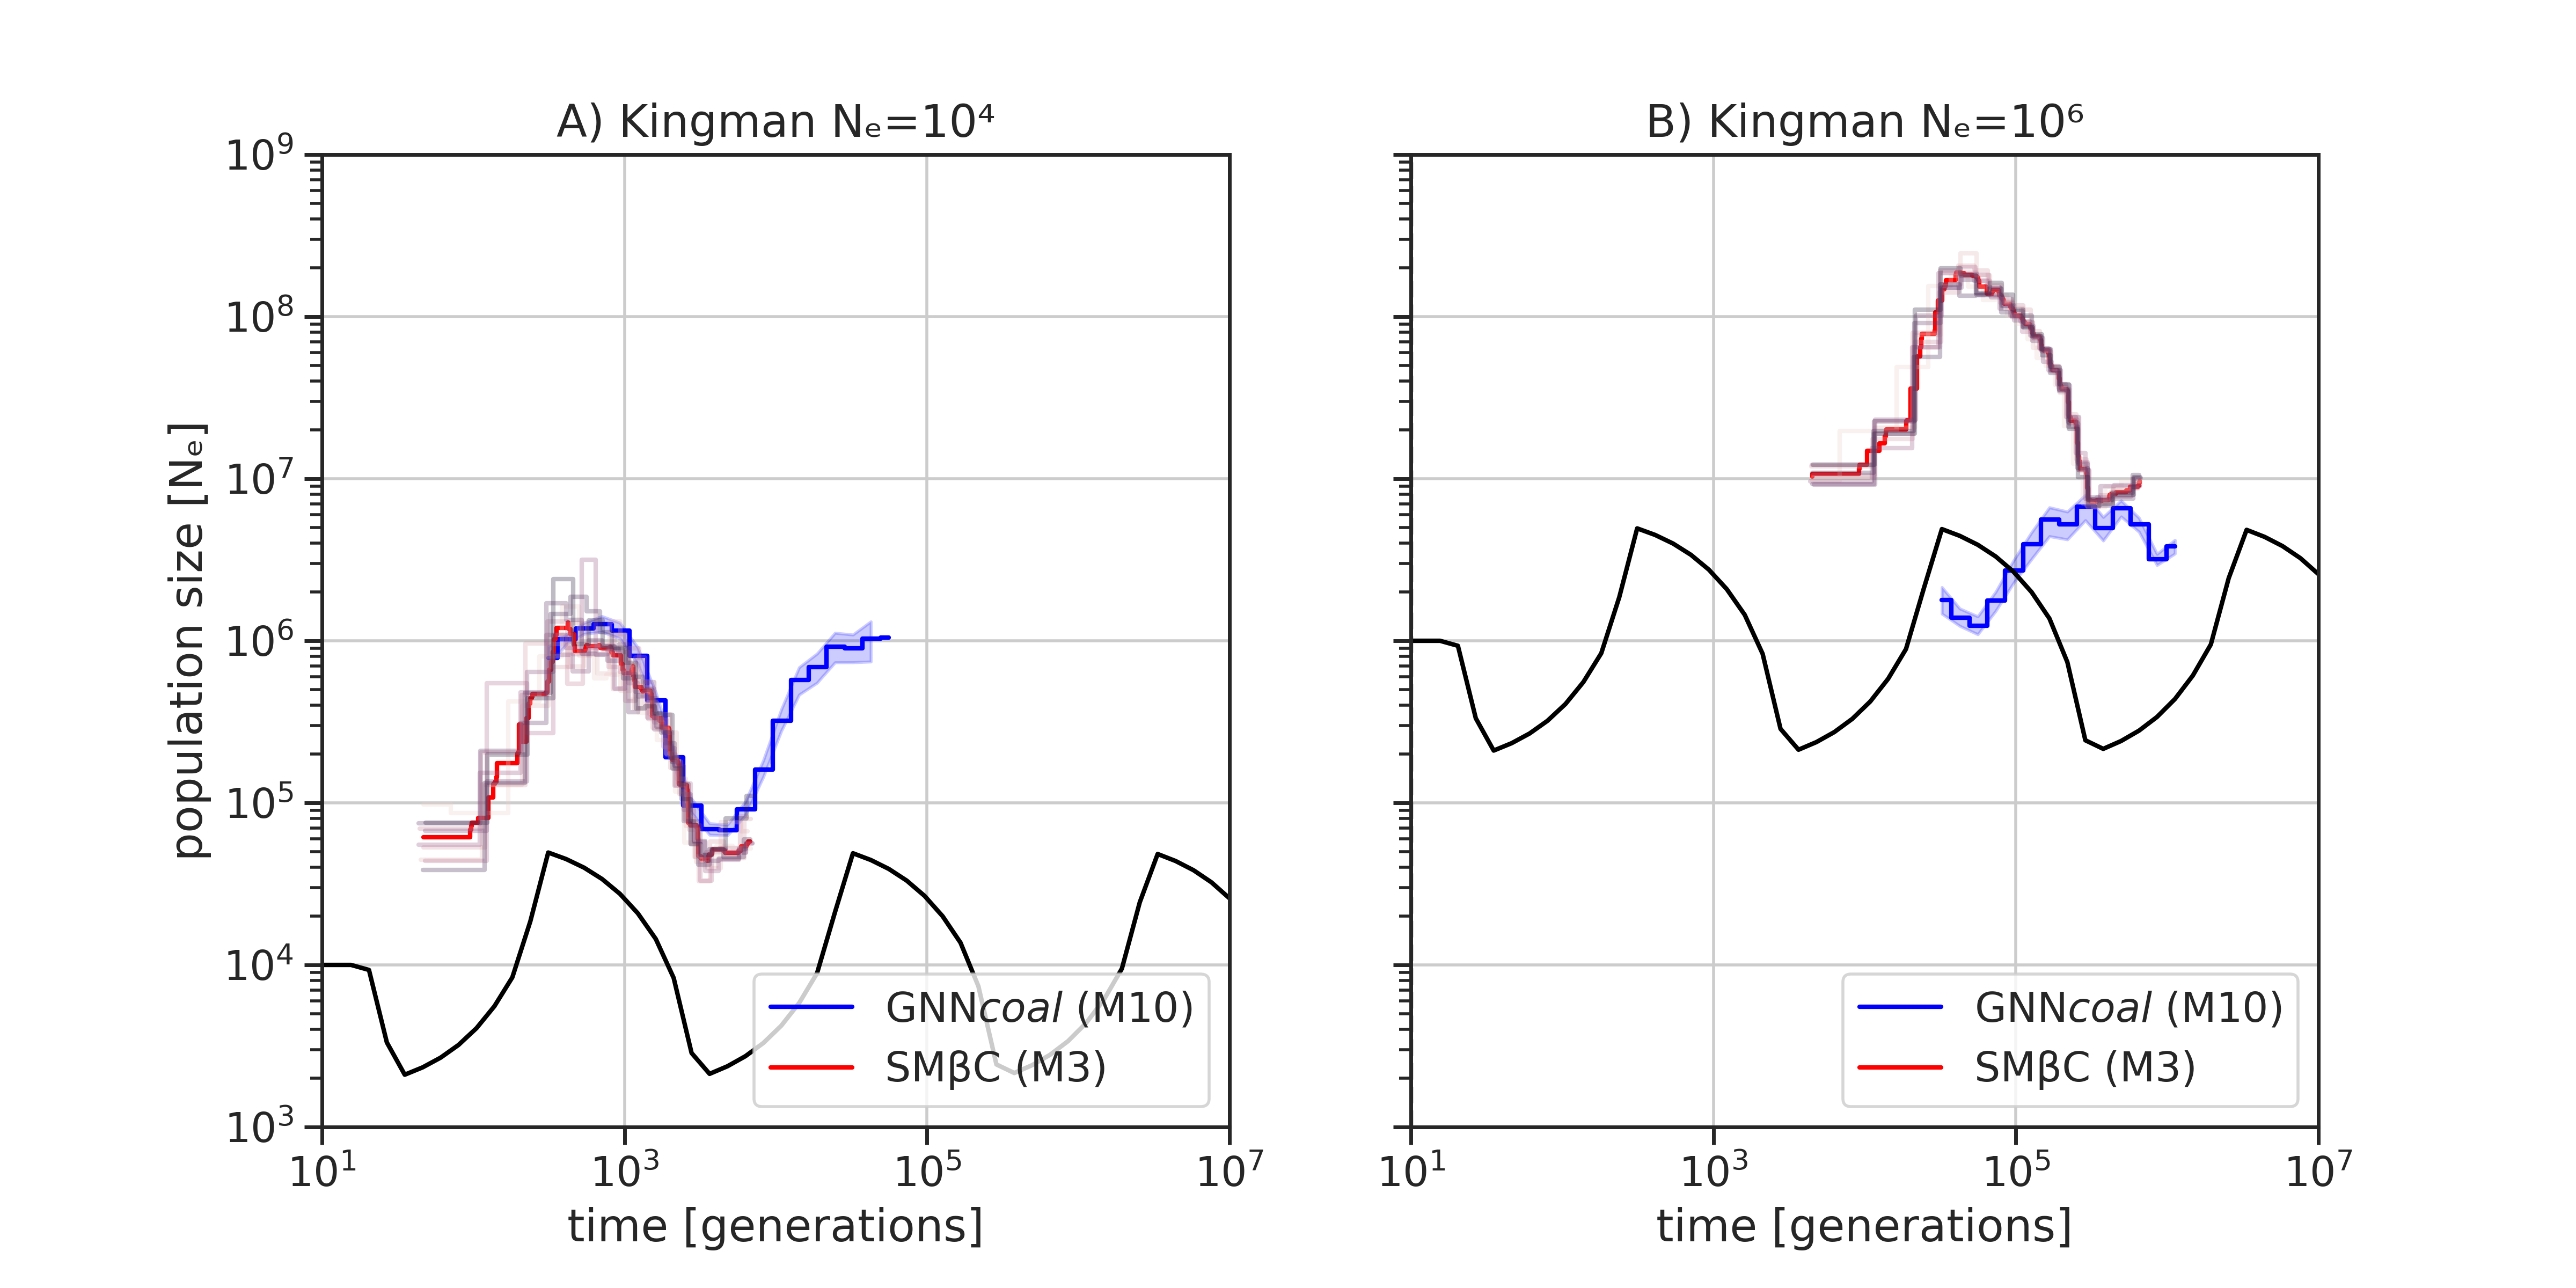 A) Kingman Nₑ=10⁴
B) Kingman Nₑ=10⁶
population size [Nₑ]
10⁹
10⁸
10⁷
10⁶
10⁵
10⁴
10³
GNNcoal (M10)
SMβC (M3)
GNNcoal (M10)
SMβC (M3)
10¹ 10³ 10⁵ 10⁷
10¹ 10³ 10⁵ 10⁷
time [generations]
time [generations]